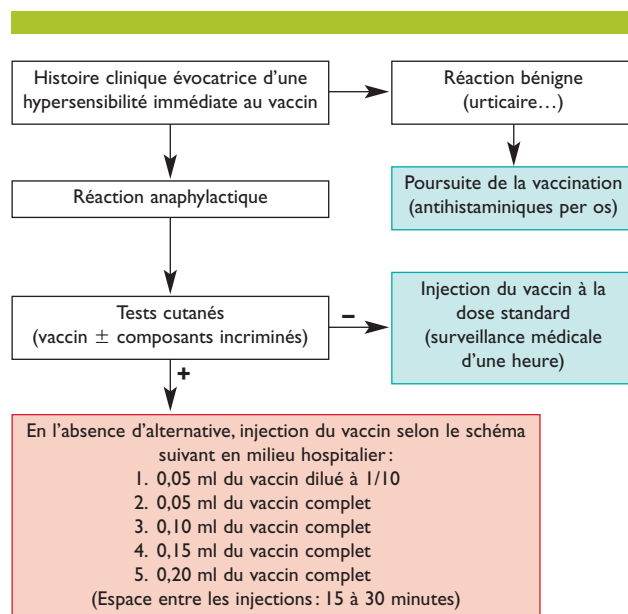 Histoire clinique évocatrice d'une
hypersensibilité immédiate au vaccin
Réaction bénigne
(urticaire…)
Poursuite de la vaccination
(antihistaminiques per os)
Réaction anaphylactique
Tests cutanés
(vaccin ± composants incriminés)
–
Injection du vaccin à la
dose standard
(surveillance médicale
d'une heure)
+
En l'absence d'alternative, injection du vaccin selon le schéma
suivant en milieu hospitalier :
1. 0,05 ml du vaccin dilué à 1/10
2. 0,05 ml du vaccin complet
3. 0,10 ml du vaccin complet
4. 0,15 ml du vaccin complet
5. 0,20 ml du vaccin complet
(Espace entre les injections : 15 à 30 minutes)